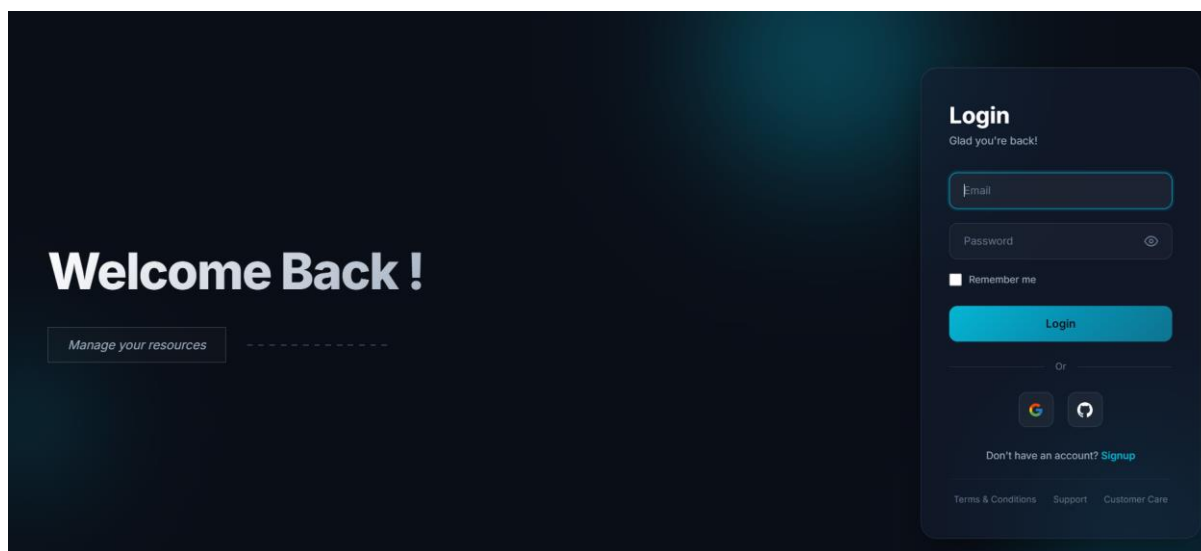 Welcome Back !
Manage your resources
Login
Glad you're back!
Email
Password
Remember me
Login
Or
Don't have an account? Signup
Terms & Conditions Support Customer Care